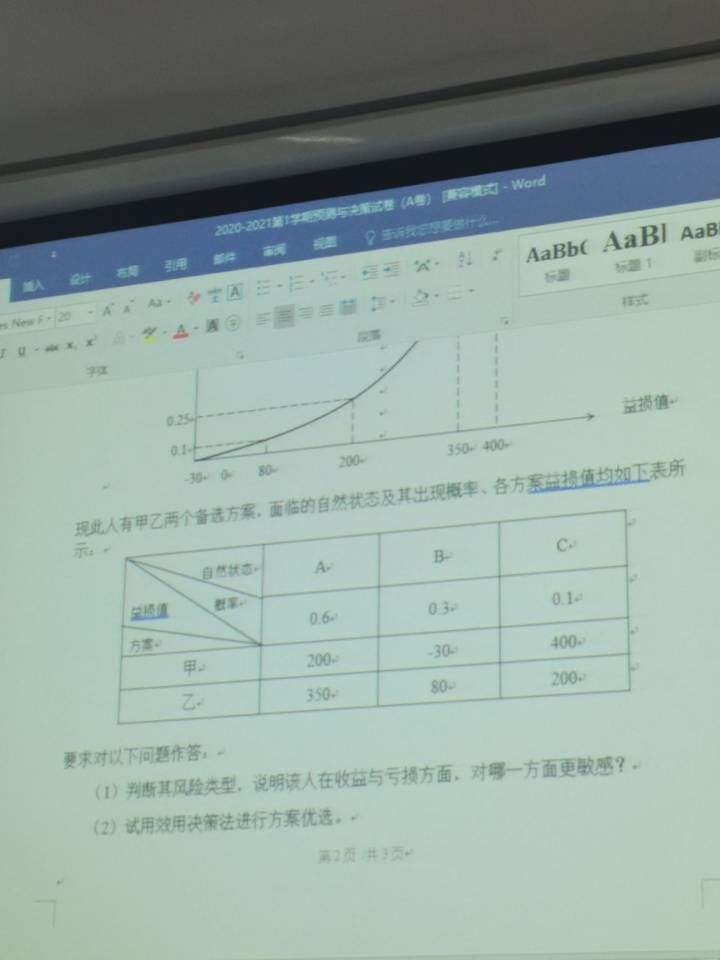 2020-2021第1学期预测与决策试卷（A卷） [兼容模式] - Word
插入 设计 布局 引用 邮件 审阅 视图 告诉我您想要做什么...
es New F 20 Aa A
AaBbC AaBl AaB
标题 标题 1 副标
字体 段落 样式
0.25
0.1
-30 0 80 200 350 400 益损值
现此人有甲乙两个备选方案，面临的自然状态及其出现概率、各方案益损值均如下表所
示。
自然状态 A B C
益损值 概率 0.6 0.3 0.1
方案
甲 200 -30 400
乙 350 80 200
要求对以下问题作答。
（1）判断其风险类型，说明该人在收益与亏损方面，对哪一方面更敏感？
（2）试用效用决策法进行方案优选。
第 2 页 /共 3 页